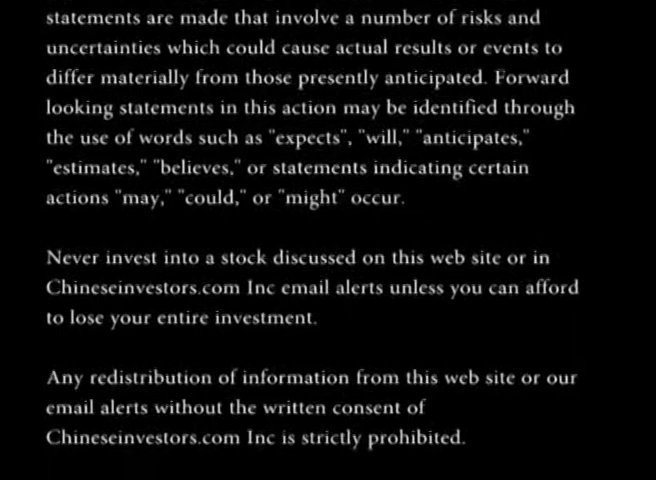 statements are made that involve a number of risks and
uncertainties which could cause actual results or events to
differ materially from those presently anticipated. Forward
looking statements in this action may be identified through
the use of words such as "expects", "will," "anticipates,"
"estimates," "believes," or statements indicating certain
actions "may," "could," or "might" occur.
Never invest into a stock discussed on this web site or in
Chineseinvestors.com Inc email alerts unless you can afford
to lose your entire investment.
Any redistribution of information from this web site or our
email alerts without the written consent of
Chineseinvestors.com Inc is strictly prohibited.